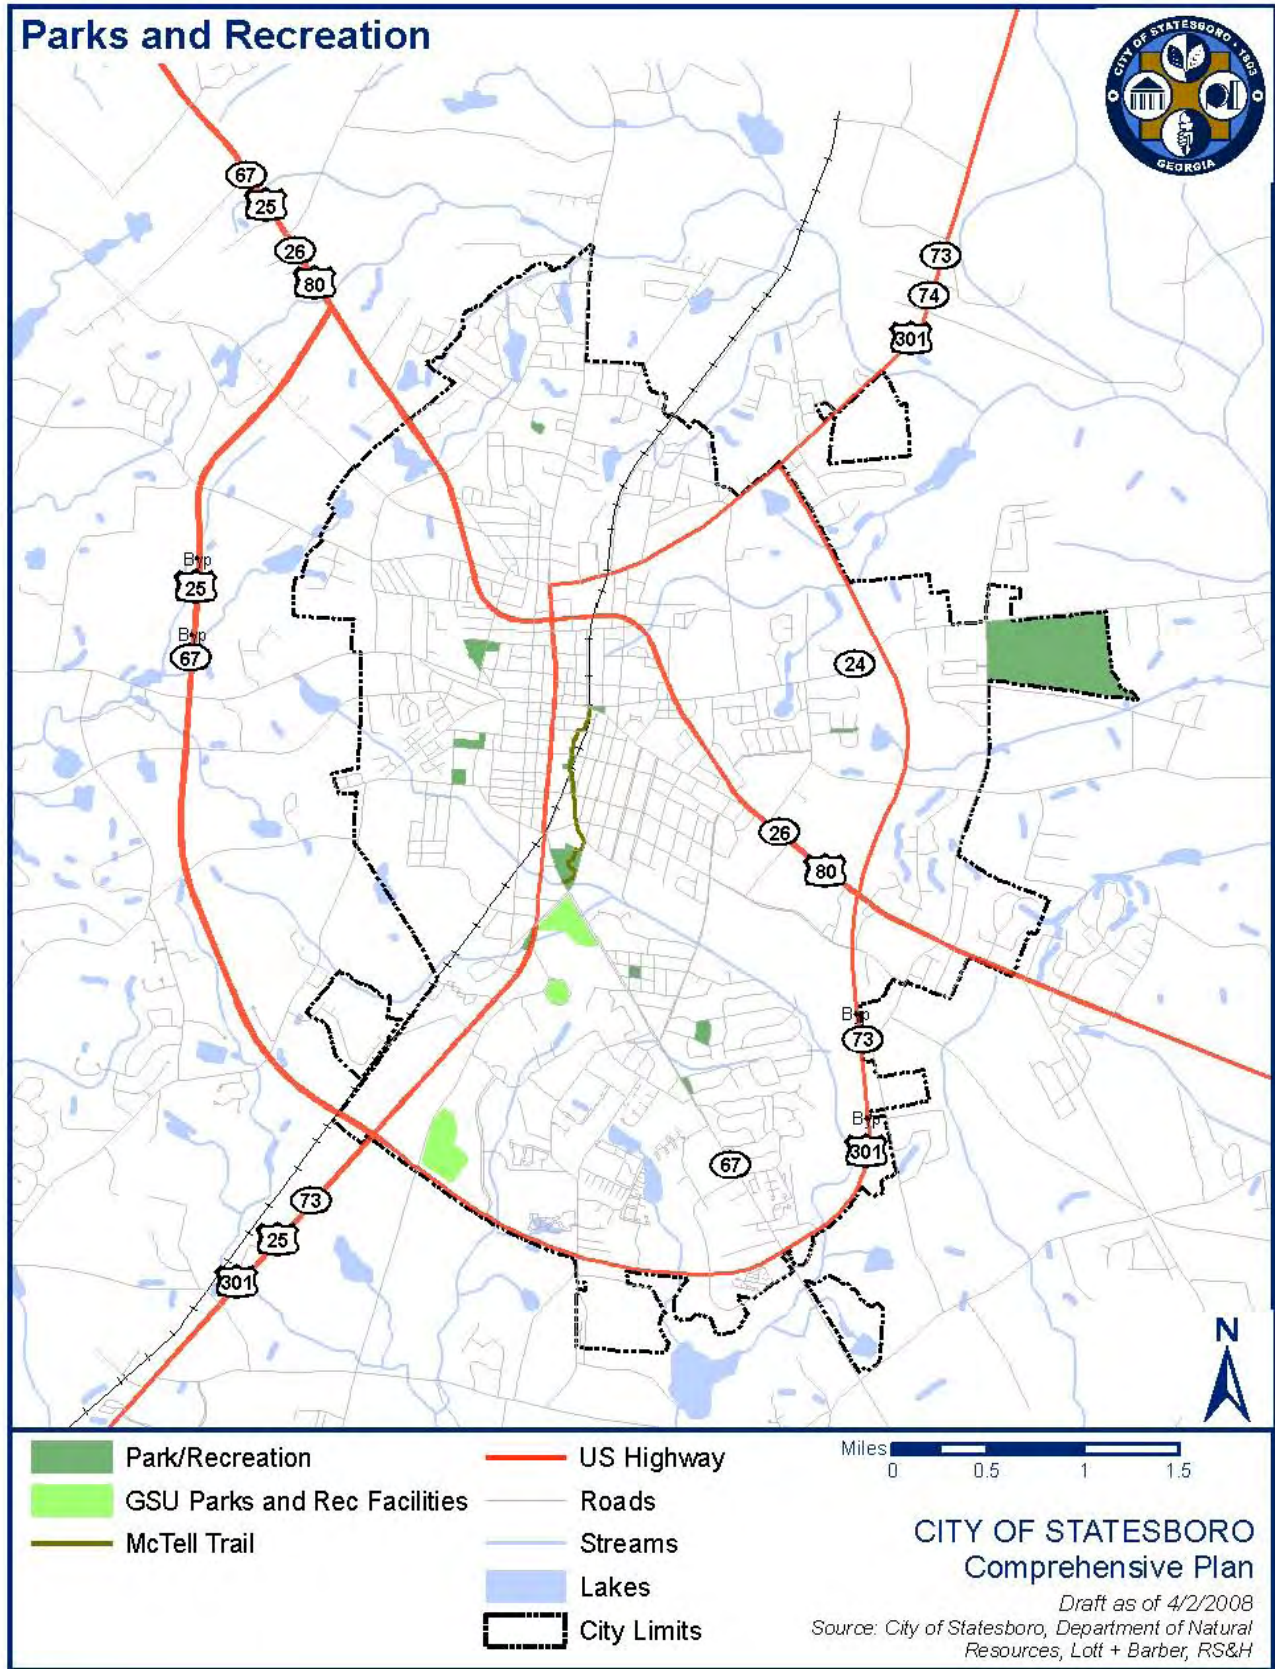 Parks and Recreation
CITY OF STATESBORO • 1803
GEORGIA
67
25
26
80
73
74
301
Byp
25
Byp
67
24
26
80
Byp
73
Byp
301
67
73
25
301
N
Park/Recreation
GSU Parks and Rec Facilities
McTell Trail
US Highway
Roads
Streams
Lakes
City Limits
Miles
0 0.5 1 1.5
CITY OF STATESBORO
Comprehensive Plan
Draft as of 4/2/2008
Source: City of Statesboro, Department of Natural
Resources, Lott + Barber, RS&H